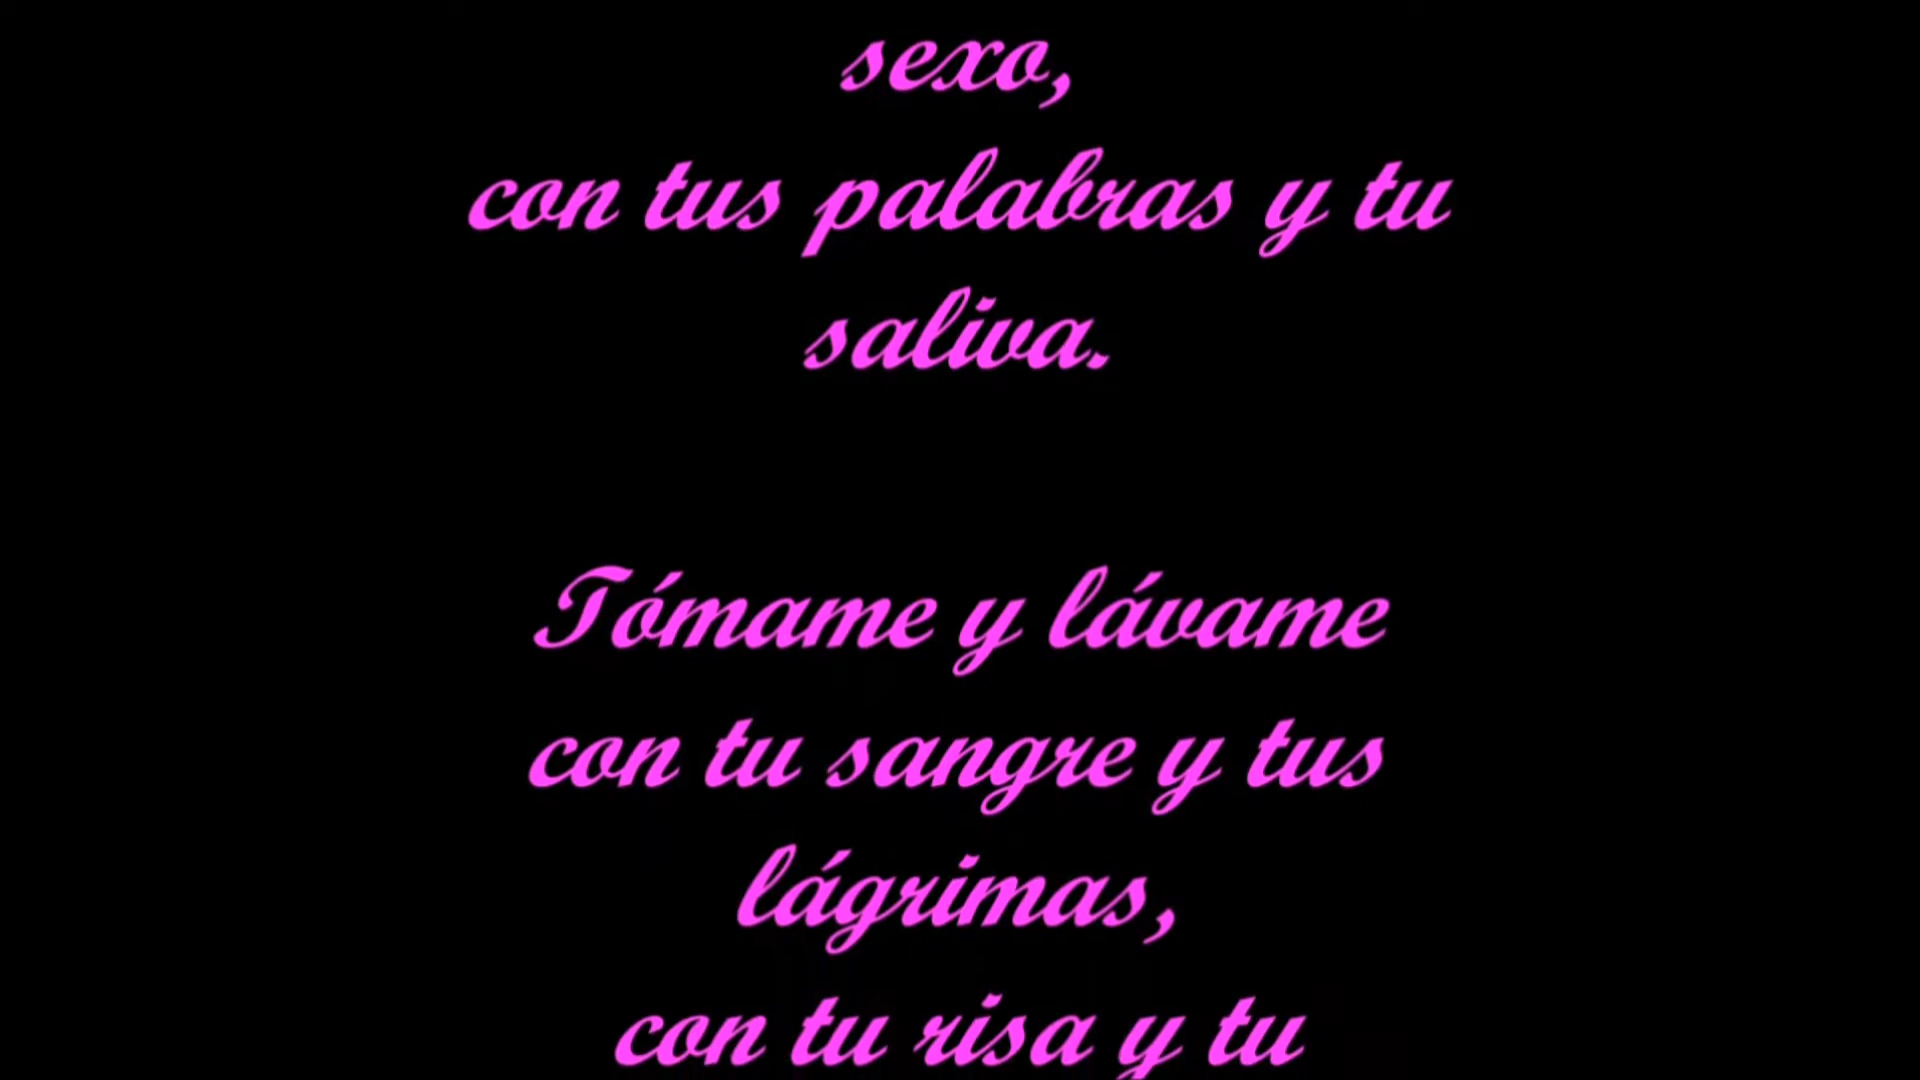 sexo,
con tus palabras y tu
saliva.
Tómame y lávame
con tu sangre y tus
lágrimas,
con tu risa y tu